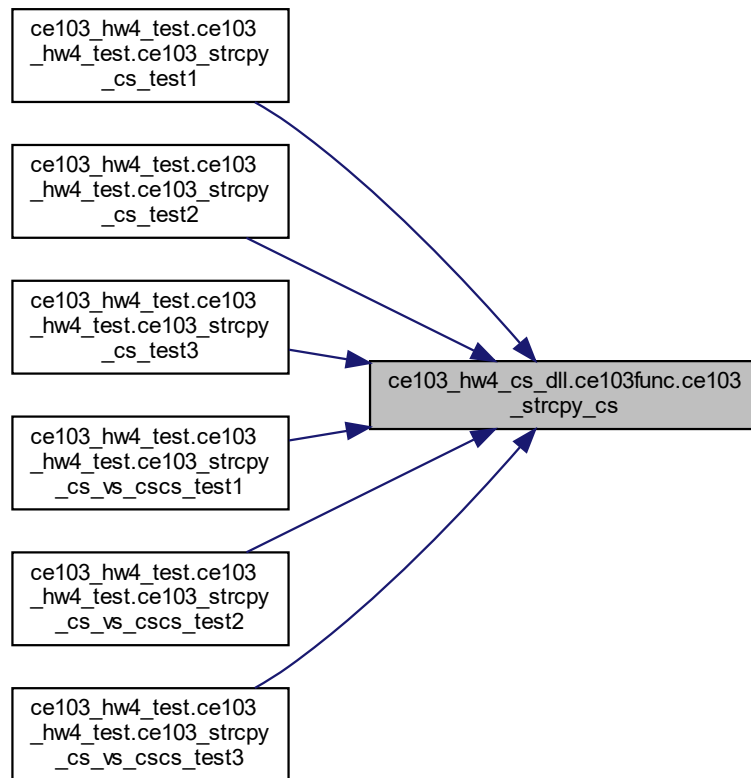 ce103_hw4_test.ce103
_hw4_test.ce103_strcpy
_cs_test1
ce103_hw4_test.ce103
_hw4_test.ce103_strcpy
_cs_test2
ce103_hw4_test.ce103
_hw4_test.ce103_strcpy
_cs_test3
ce103_hw4_cs_dll.ce103func.ce103
_strcpy_cs
ce103_hw4_test.ce103
_hw4_test.ce103_strcpy
_cs_vs_cscs_test1
ce103_hw4_test.ce103
_hw4_test.ce103_strcpy
_cs_vs_cscs_test2
ce103_hw4_test.ce103
_hw4_test.ce103_strcpy
_cs_vs_cscs_test3